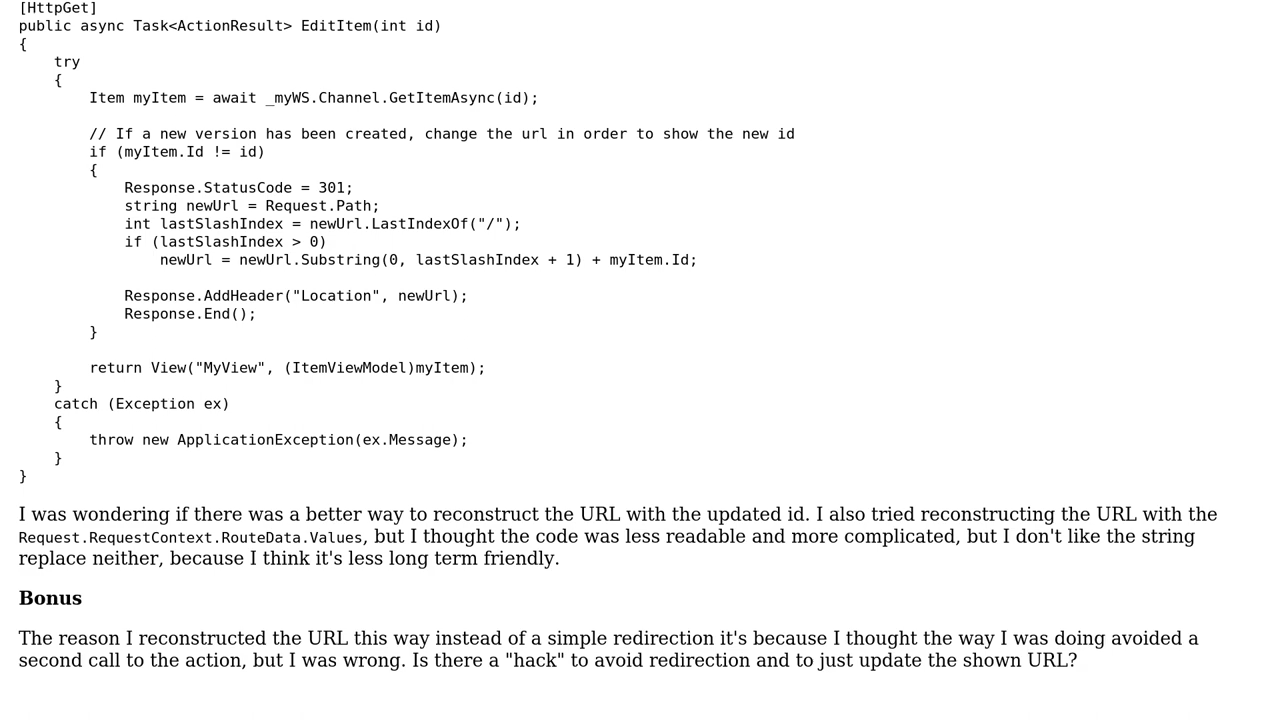 [HttpGet]
public async Task<ActionResult> EditItem(int id)
{
    try
    {
        Item myItem = await _myWS.Channel.GetItemAsync(id);

        // If a new version has been created, change the url in order to show the new id
        if (myItem.Id != id)
        {
            Response.StatusCode = 301;
            string newUrl = Request.Path;
            int lastSlashIndex = newUrl.LastIndexOf("/");
            if (lastSlashIndex > 0)
                newUrl = newUrl.Substring(0, lastSlashIndex + 1) + myItem.Id;

            Response.AddHeader("Location", newUrl);
            Response.End();
        }

        return View("MyView", (ItemViewModel)myItem);
    }
    catch (Exception ex)
    {
        throw new ApplicationException(ex.Message);
    }
}
I was wondering if there was a better way to reconstruct the URL with the updated id. I also tried reconstructing the URL with the
Request.RequestContext.RouteData.Values, but I thought the code was less readable and more complicated, but I don't like the string
replace neither, because I think it's less long term friendly.
Bonus
The reason I reconstructed the URL this way instead of a simple redirection it's because I thought the way I was doing avoided a
second call to the action, but I was wrong. Is there a "hack" to avoid redirection and to just update the shown URL?